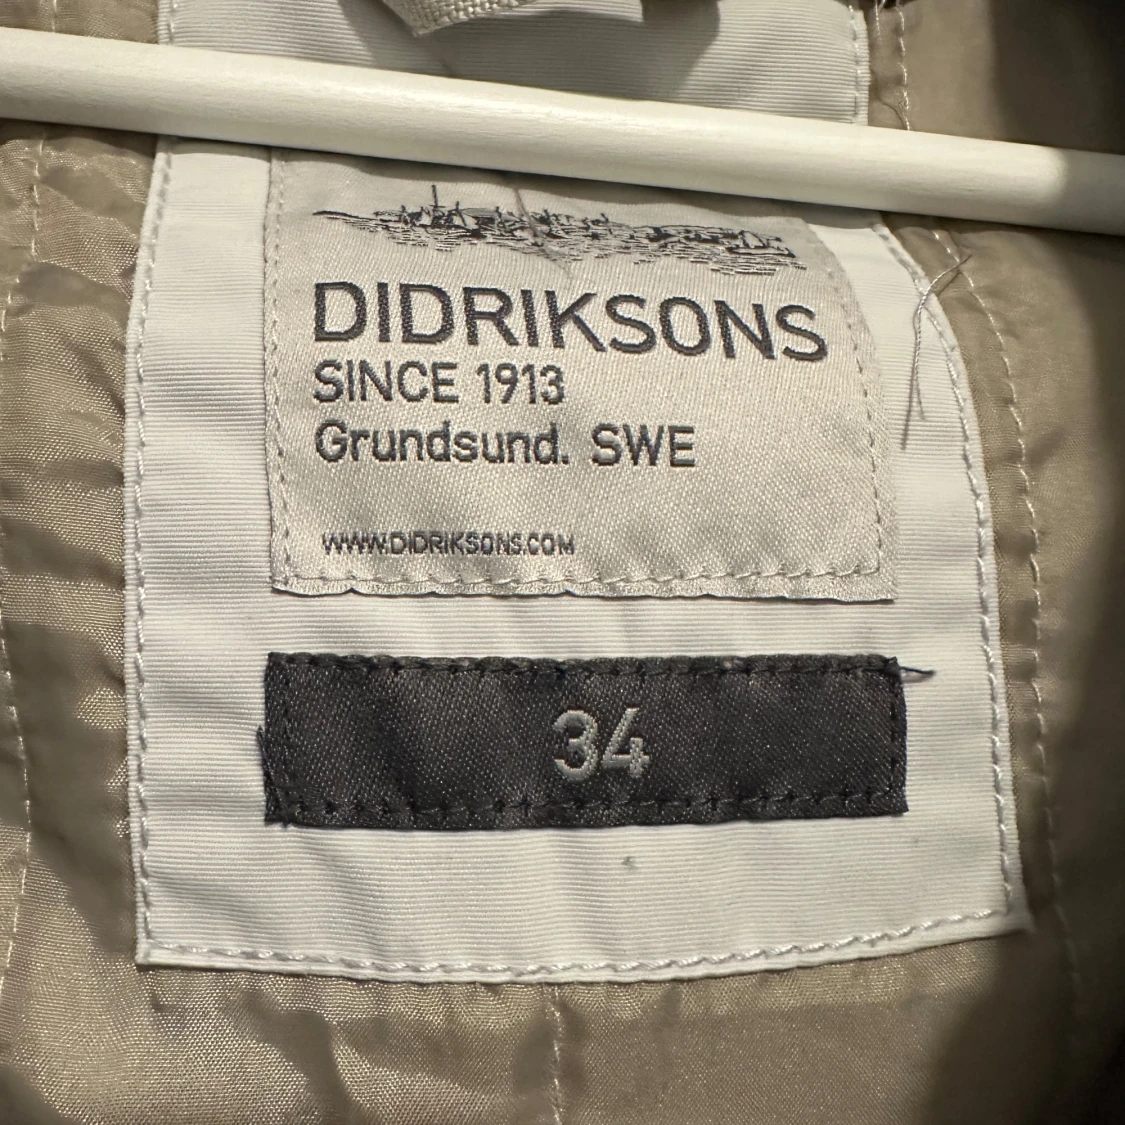 DIDRIKSONS
SINCE 1913
Grundsund. SWE
WWW.DIDRIKSONS.COM
34